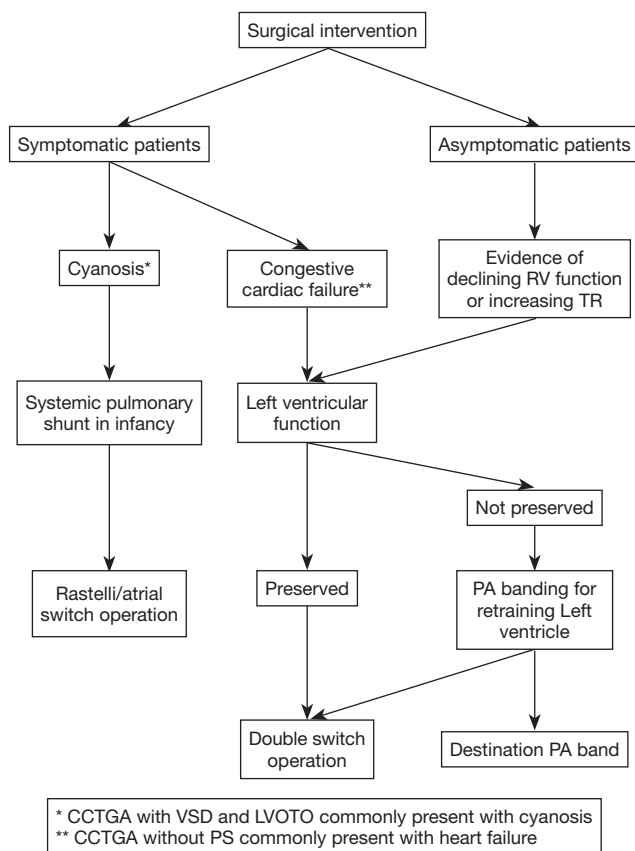 Surgical intervention
Symptomatic patients
Asymptomatic patients
Cyanosis*
Congestive
cardiac failure**
Evidence of
declining RV function
or increasing TR
Systemic pulmonary
shunt in infancy
Left ventricular
function
Not preserved
Rastelli/atrial
switch operation
Preserved
PA banding for
retraining Left
ventricle
Double switch
operation
Destination PA band
* CCTGA with VSD and LVOTO commonly present with cyanosis
** CCTGA without PS commonly present with heart failure